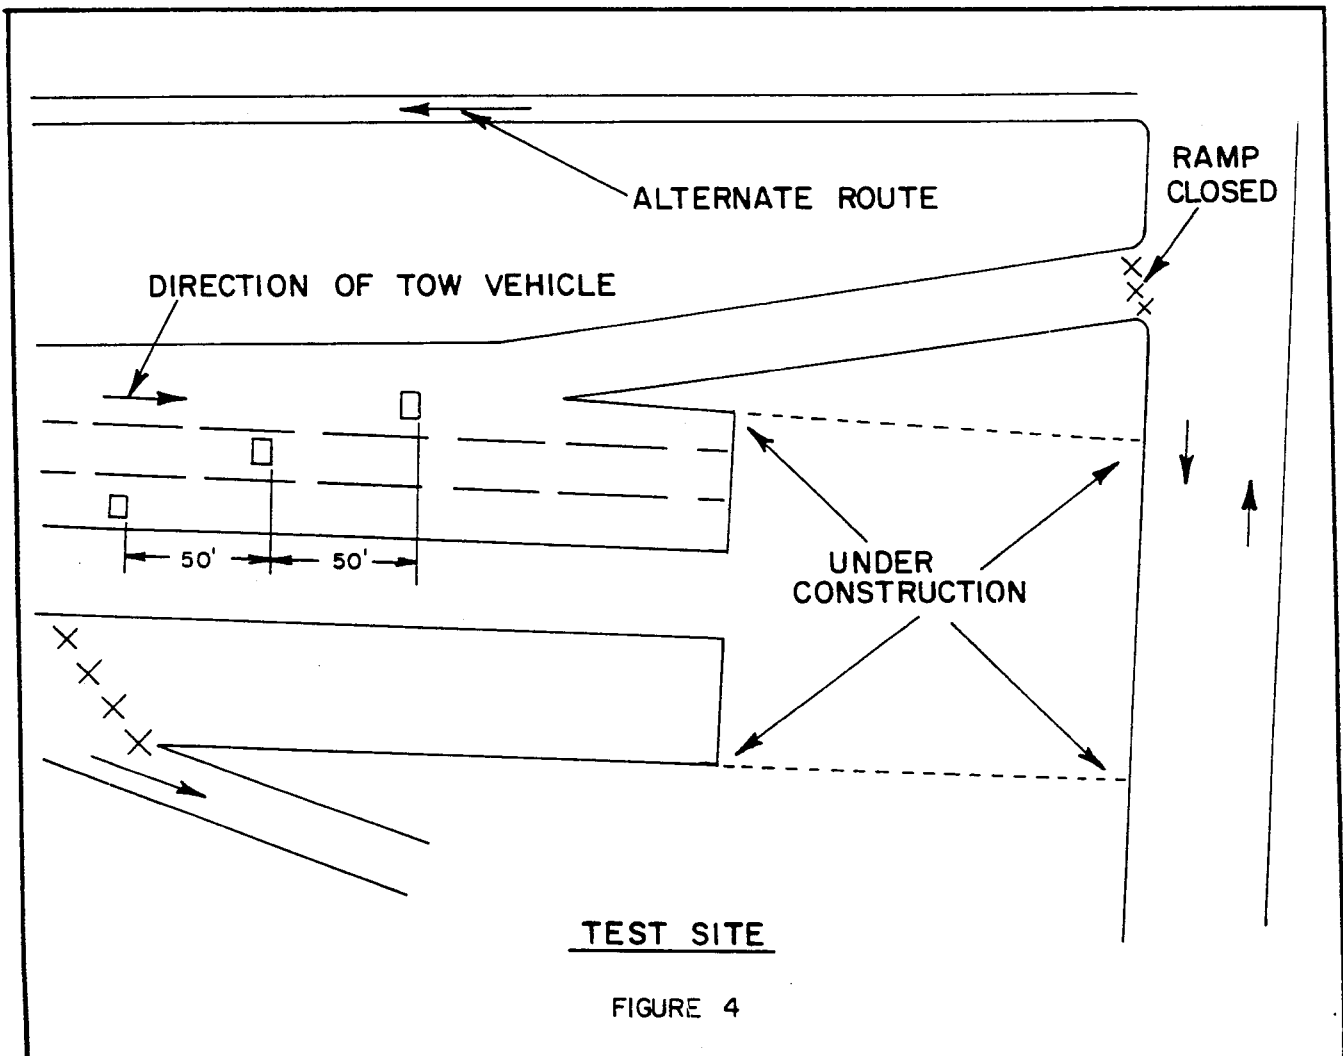 ALTERNATE ROUTE
RAMP
CLOSED
DIRECTION OF TOW VEHICLE
50' 50'
UNDER
CONSTRUCTION
TEST SITE
FIGURE 4